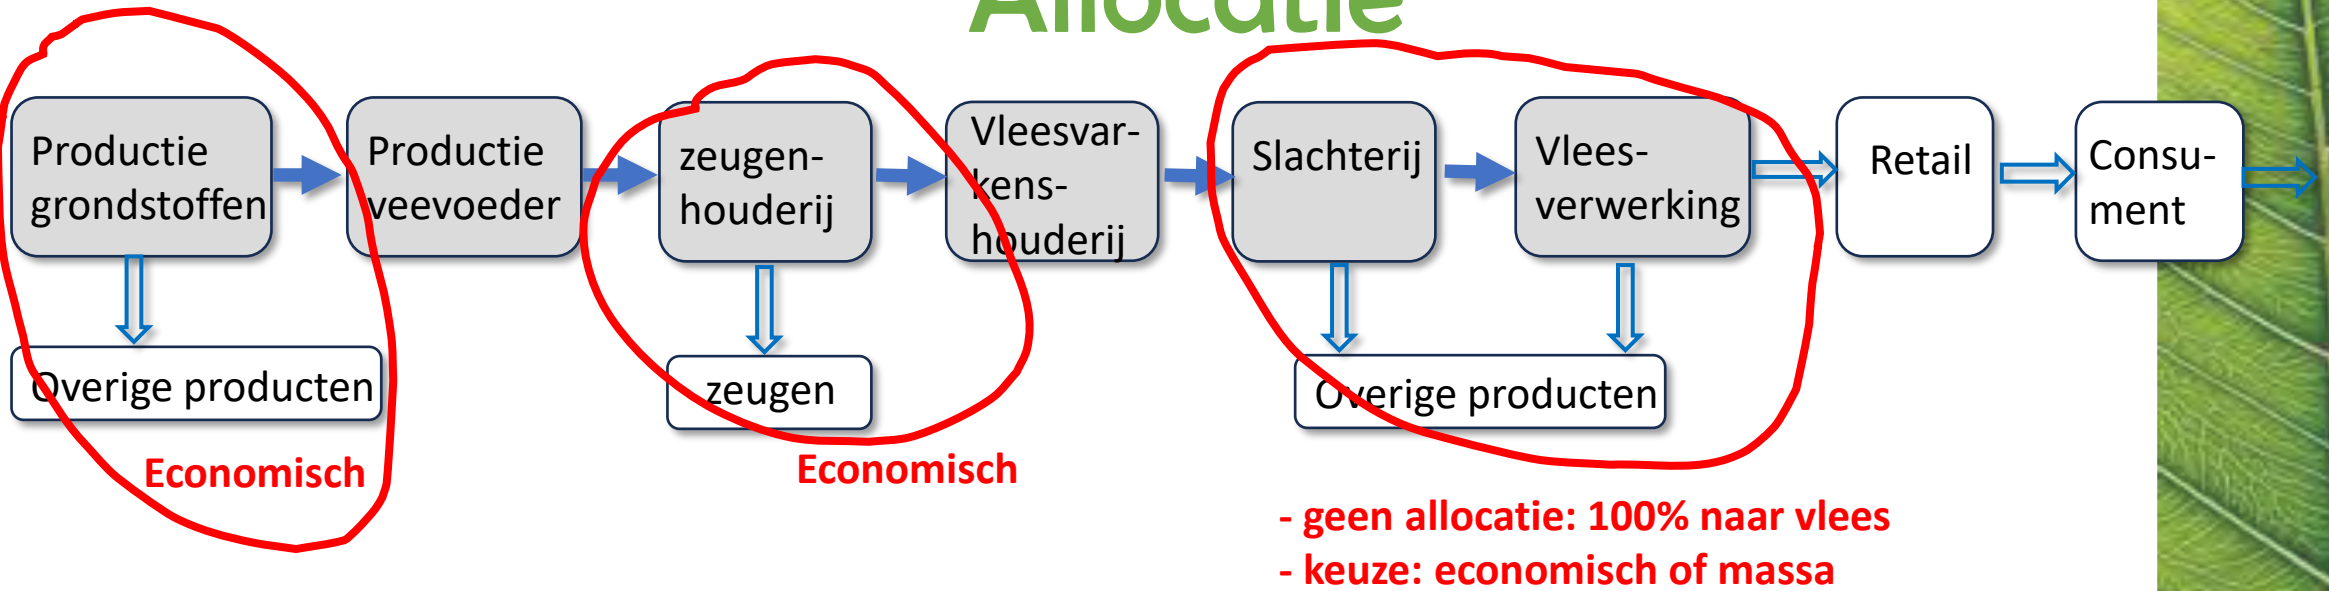 Allocatie
Productie
grondstoffen
Productie
veevoeder
zeugen-
houderij
Vleesvar-
kens-
houderij
Slachterij
Vlees-
verwerking
Retail
Consu-
ment
Overige producten
zeugen
Overige producten
Economisch
Economisch
- geen allocatie: 100% naar vlees
- keuze: economisch of massa